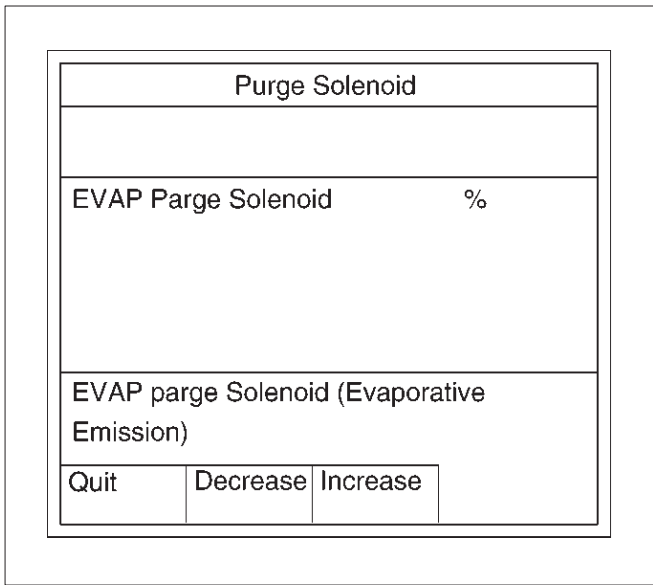 Purge Solenoid
EVAP Parge Solenoid %
EVAP parge Solenoid (Evaporative
Emission)
Quit Decrease Increase